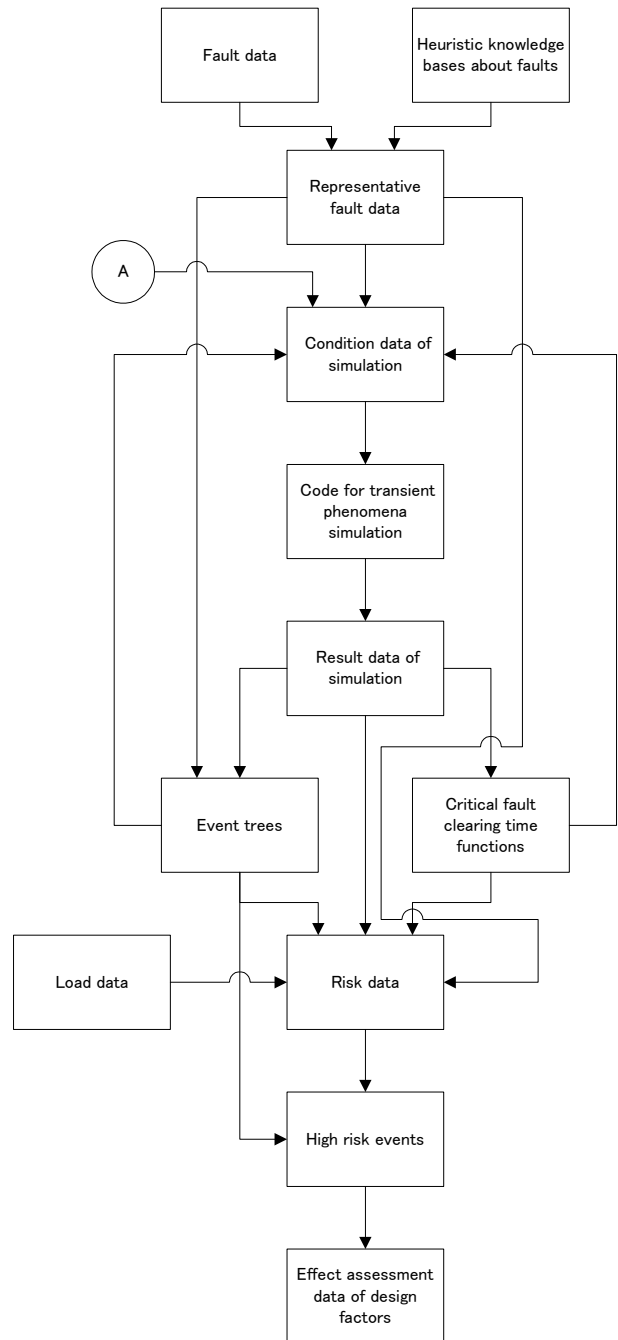 Fault data
Heuristic knowledge
bases about faults
Representative
fault data
A
Condition data of
simulation
Code for transient
phenomena
simulation
Result data of
simulation
Event trees
Critical fault
clearing time
functions
Load data
Risk data
High risk events
Effect assessment
data of design
factors